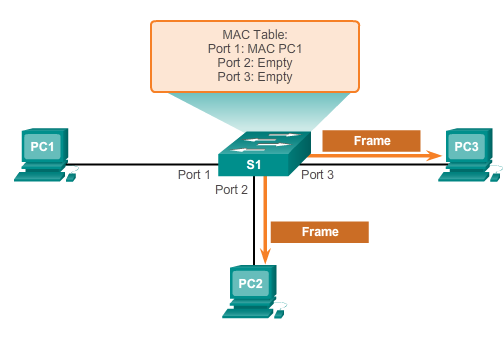 MAC Table:
Port 1: MAC PC1
Port 2: Empty
Port 3: Empty
PC1
Frame
PC3
S1
Port 1
Port 3
Port 2
Frame
PC2